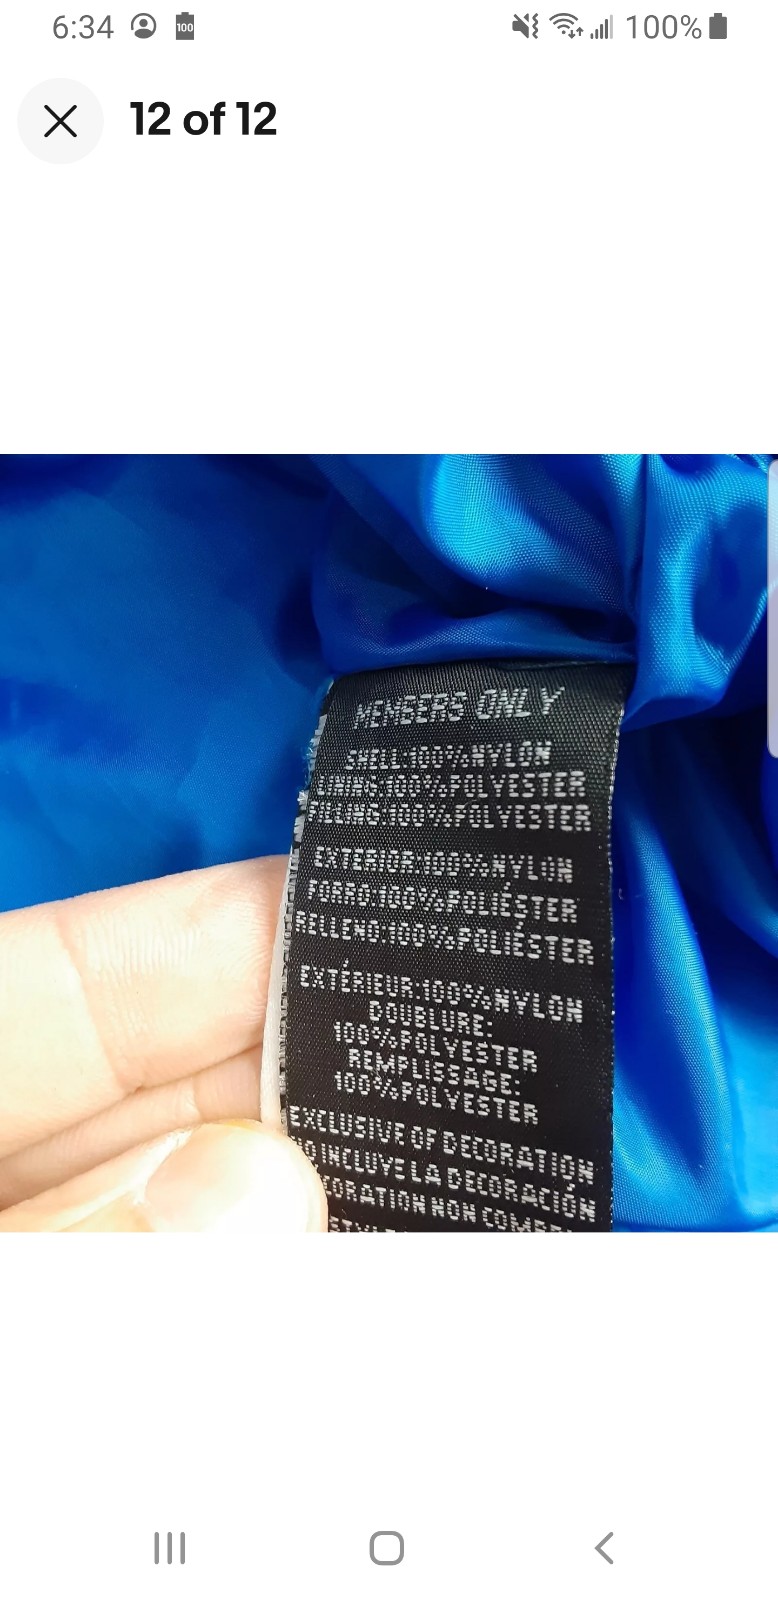 6:34
100
100%
12 of 12
MEMBERS ONLY
SHELL:100%NYLON
LINING:100%POLYESTER
FILLING:100%POLYESTER
EXTERIOR:100%NYLON
FORRO:100%POLIÉSTER
RELLENO:100%POLIÉSTER
EXTÉRIEUR:100%NYLON
DOUBLURE:
100%POLYESTER
REMPLISSAGE:
100%POLYESTER
EXCLUSIVE OF DECORATION
INCLUYE LA DECORACIÓN
NON